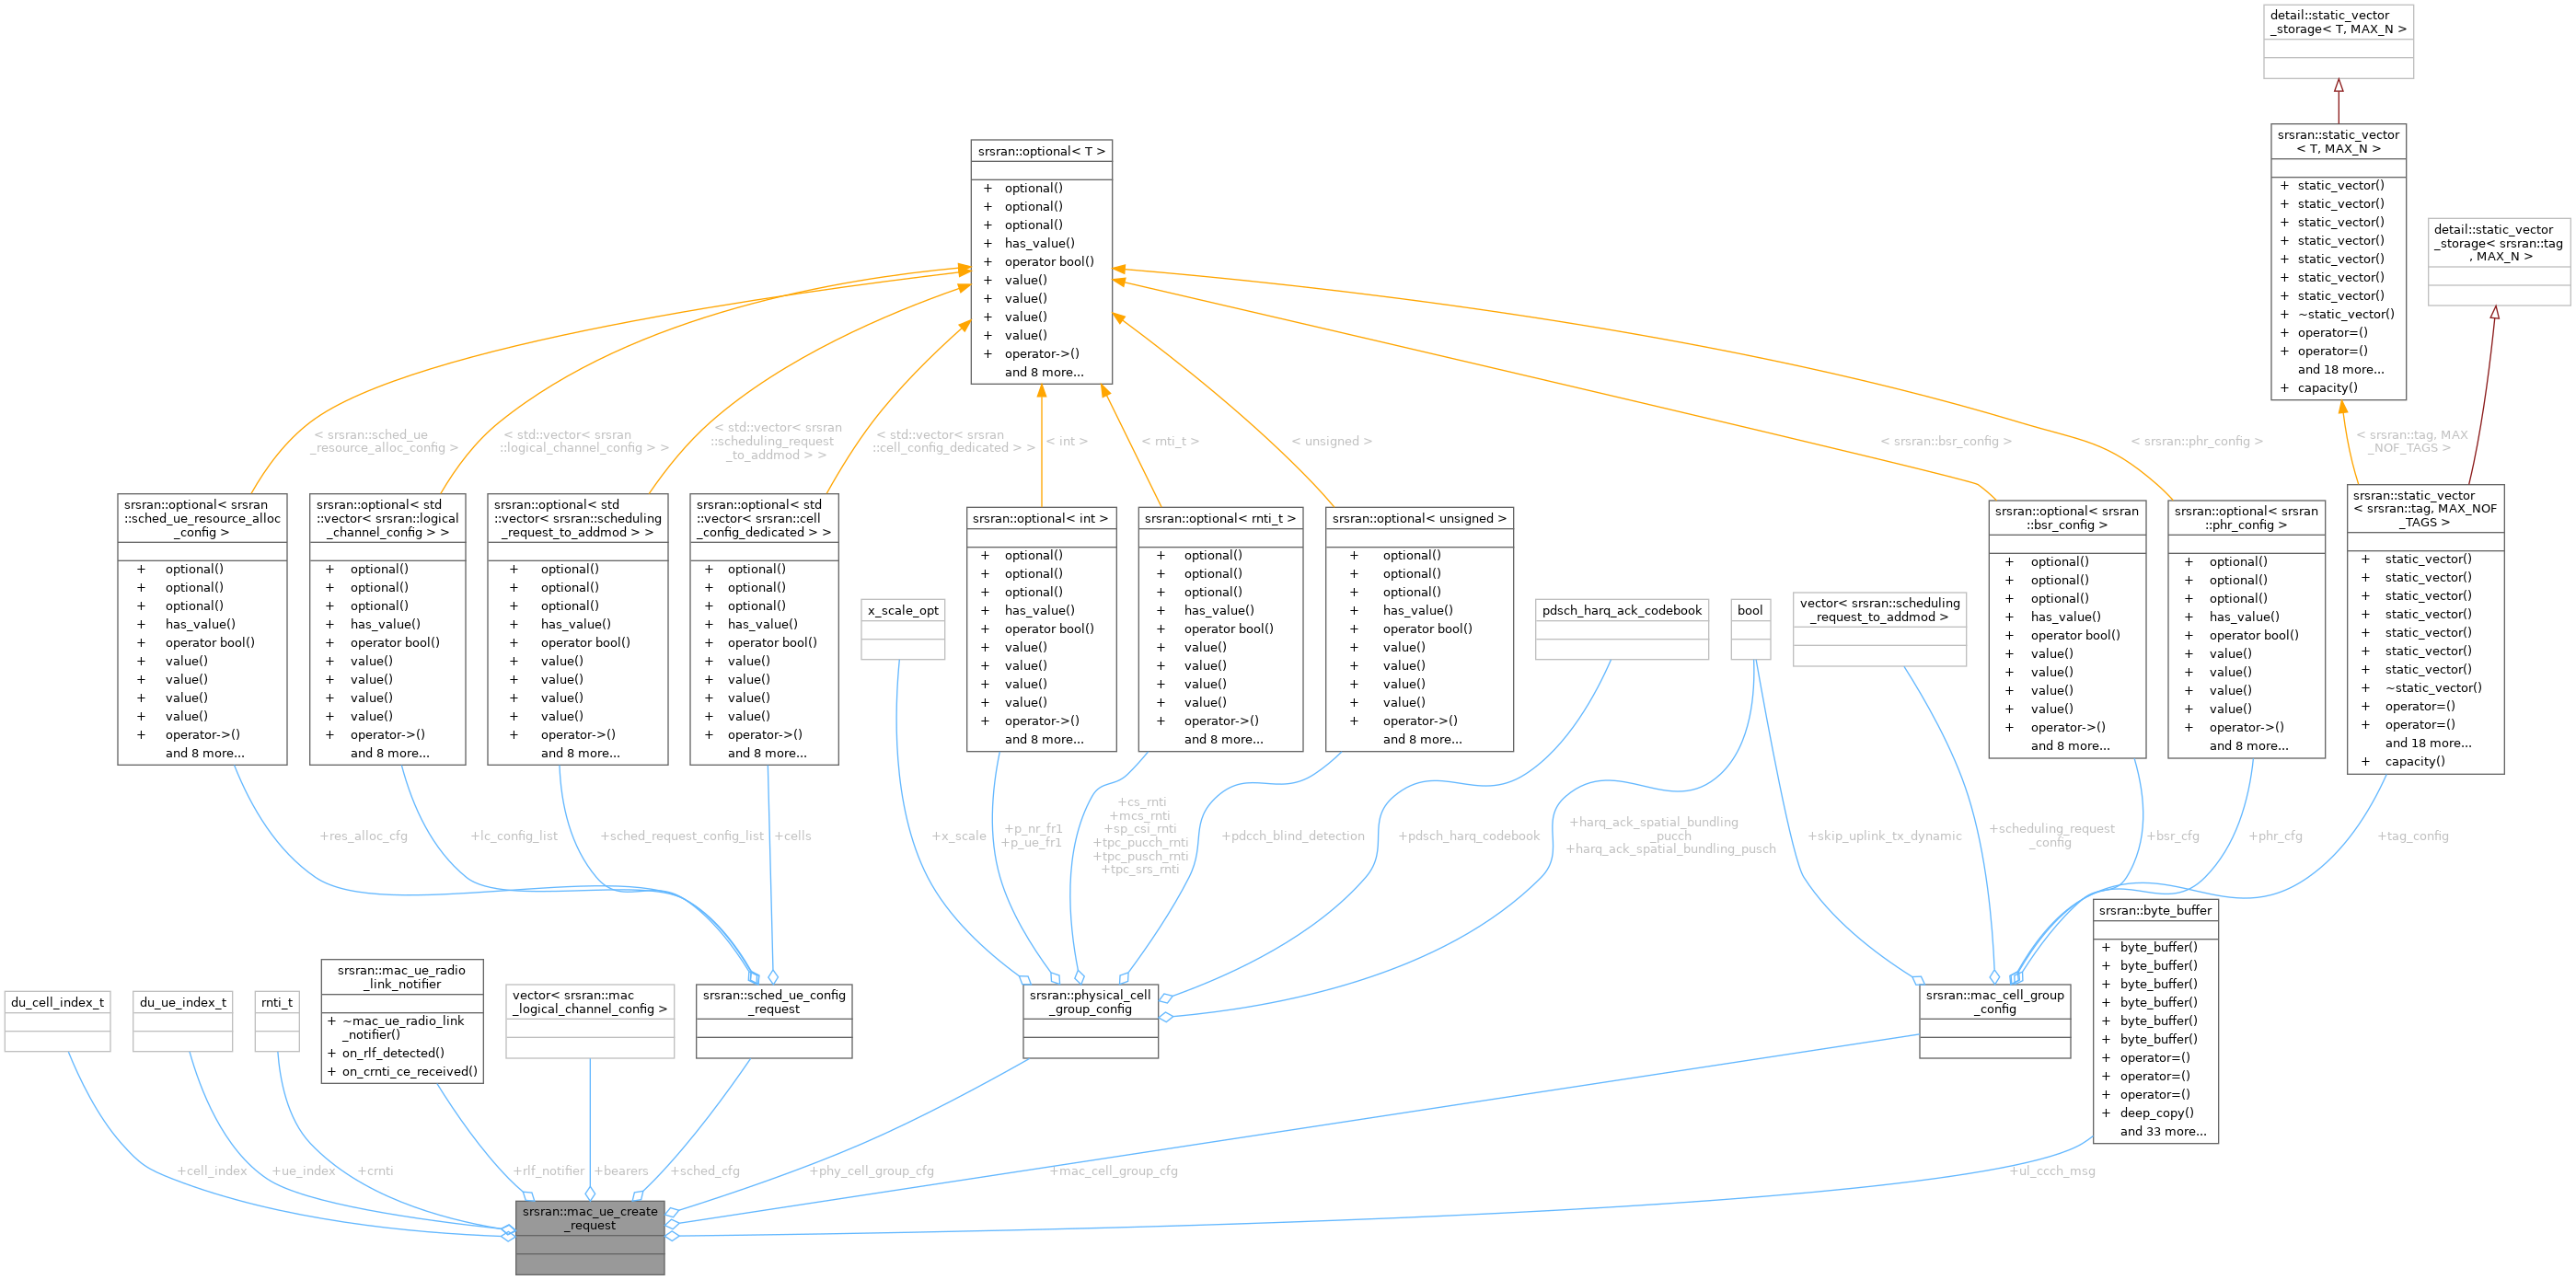 detail::static_vector
_storage< T, MAX_N >
srsran::static_vector
< T, MAX_N >
+ static_vector()
+ static_vector()
+ static_vector()
+ static_vector()
+ static_vector()
+ static_vector()
+ static_vector()
+ ~static_vector()
+ operator=()
+ operator=()
and 18 more...
+ capacity()
detail::static_vector
_storage< srsran::tag
, MAX_N >
srsran::optional< T >
+ optional()
+ optional()
+ optional()
+ has_value()
+ operator bool()
+ value()
+ value()
+ value()
+ value()
+ operator->()
and 8 more...
< srsran::sched_ue
_resource_alloc_config >
< std::vector< srsran
::logical_channel_config > >
< std::vector< srsran
::scheduling_request
_to_addmod > >
< std::vector< srsran
::cell_config_dedicated > >
< int >
< rnti_t >
< unsigned >
< srsran::bsr_config >
< srsran::phr_config >
< srsran::tag, MAX
_NOF_TAGS >
srsran::optional< srsran
::sched_ue_resource_alloc
_config >
+ optional()
+ optional()
+ optional()
+ has_value()
+ operator bool()
+ value()
+ value()
+ value()
+ value()
+ operator->()
and 8 more...
srsran::optional< std
::vector< srsran::logical
_channel_config > >
+ optional()
+ optional()
+ optional()
+ has_value()
+ operator bool()
+ value()
+ value()
+ value()
+ value()
+ operator->()
and 8 more...
srsran::optional< std
::vector< srsran::scheduling
_request_to_addmod > >
+ optional()
+ optional()
+ optional()
+ has_value()
+ operator bool()
+ value()
+ value()
+ value()
+ value()
+ operator->()
and 8 more...
srsran::optional< std
::vector< srsran::cell
_config_dedicated > >
+ optional()
+ optional()
+ optional()
+ has_value()
+ operator bool()
+ value()
+ value()
+ value()
+ value()
+ operator->()
and 8 more...
x_scale_opt
srsran::optional< int >
+ optional()
+ optional()
+ optional()
+ has_value()
+ operator bool()
+ value()
+ value()
+ value()
+ value()
+ operator->()
and 8 more...
srsran::optional< rnti_t >
+ optional()
+ optional()
+ optional()
+ has_value()
+ operator bool()
+ value()
+ value()
+ value()
+ value()
+ operator->()
and 8 more...
srsran::optional< unsigned >
+ optional()
+ optional()
+ optional()
+ has_value()
+ operator bool()
+ value()
+ value()
+ value()
+ value()
+ operator->()
and 8 more...
pdsch_harq_ack_codebook
bool
vector< srsran::scheduling
_request_to_addmod >
srsran::optional< srsran
::bsr_config >
+ optional()
+ optional()
+ optional()
+ has_value()
+ operator bool()
+ value()
+ value()
+ value()
+ value()
+ operator->()
and 8 more...
srsran::optional< srsran
::phr_config >
+ optional()
+ optional()
+ optional()
+ has_value()
+ operator bool()
+ value()
+ value()
+ value()
+ value()
+ operator->()
and 8 more...
srsran::static_vector
< srsran::tag, MAX_NOF
_TAGS >
+ static_vector()
+ static_vector()
+ static_vector()
+ static_vector()
+ static_vector()
+ static_vector()
+ static_vector()
+ ~static_vector()
+ operator=()
+ operator=()
and 18 more...
+ capacity()
+res_alloc_cfg
+lc_config_list
+sched_request_config_list
+cells
+x_scale
+p_nr_fr1
+p_ue_fr1
+cs_rnti
+mcs_rnti
+sp_csi_rnti
+tpc_pucch_rnti
+tpc_pusch_rnti
+tpc_srs_rnti
+pdcch_blind_detection
+pdsch_harq_codebook
+harq_ack_spatial_bundling
_pucch
+harq_ack_spatial_bundling_pusch
+skip_uplink_tx_dynamic
+scheduling_request
_config
+bsr_cfg
+phr_cfg
+tag_config
du_cell_index_t
du_ue_index_t
rnti_t
srsran::mac_ue_radio
_link_notifier
+ ~mac_ue_radio_link
_notifier()
+ on_rlf_detected()
+ on_crnti_ce_received()
vector< srsran::mac
_logical_channel_config >
srsran::sched_ue_config
_request
srsran::physical_cell
_group_config
srsran::mac_cell_group
_config
srsran::byte_buffer
+ byte_buffer()
+ byte_buffer()
+ byte_buffer()
+ byte_buffer()
+ byte_buffer()
+ byte_buffer()
+ operator=()
+ operator=()
+ operator=()
+ deep_copy()
and 33 more...
+cell_index
+ue_index
+crnti
+rlf_notifier
+bearers
+sched_cfg
+phy_cell_group_cfg
+mac_cell_group_cfg
+ul_ccch_msg
srsran::mac_ue_create
_request